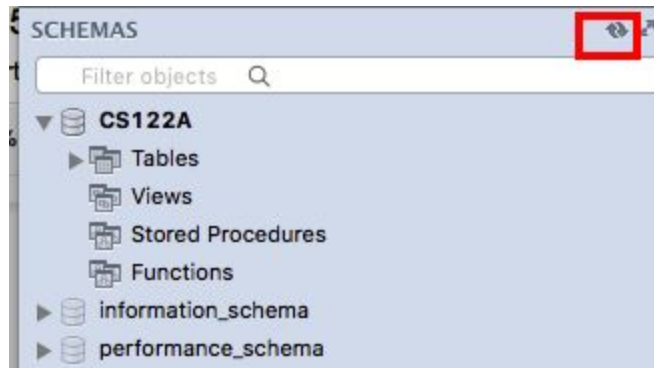 SCHEMAS
Filter objects
CS122A
Tables
Views
Stored Procedures
Functions
information_schema
performance_schema